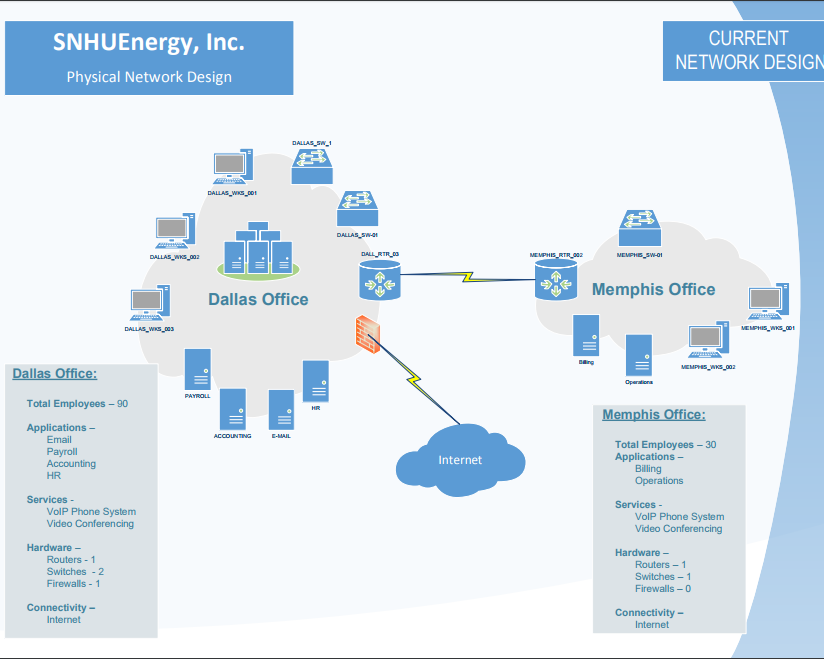 SNHUEnergy, Inc.
Physical Network Design
CURRENT
NETWORK DESIGN
DALLAS_SW_1
DALLAS_WKS_001
DALLAS_SW-01
DALLAS_WKS_002
DALL_RTR_03
Dallas Office
DALLAS_WKS_003
PAYROLL
ACCOUNTING
E-MAIL
HR
MEMPHIS_RTR_002
MEMPHIS_SW-01
Memphis Office
MEMPHIS_WKS_001
MEMPHIS_WKS_002
Billing
Operations
Internet
Dallas Office:
Total Employees – 90
Applications –
Email
Payroll
Accounting
HR
Services -
VoIP Phone System
Video Conferencing
Hardware –
Routers - 1
Switches - 2
Firewalls - 1
Connectivity –
Internet
Memphis Office:
Total Employees – 30
Applications –
Billing
Operations
Services -
VoIP Phone System
Video Conferencing
Hardware –
Routers – 1
Switches – 1
Firewalls – 0
Connectivity –
Internet